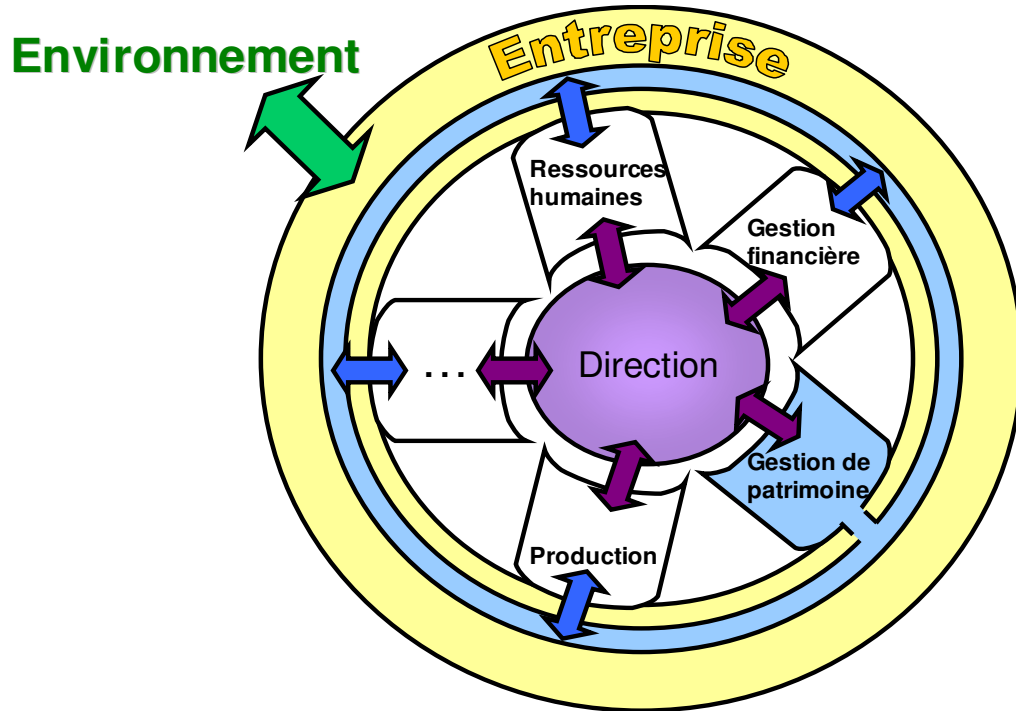 Environnement
Entreprise
Ressources
humaines
Gestion
financière
...
Direction
Gestion de
patrimoine
Production